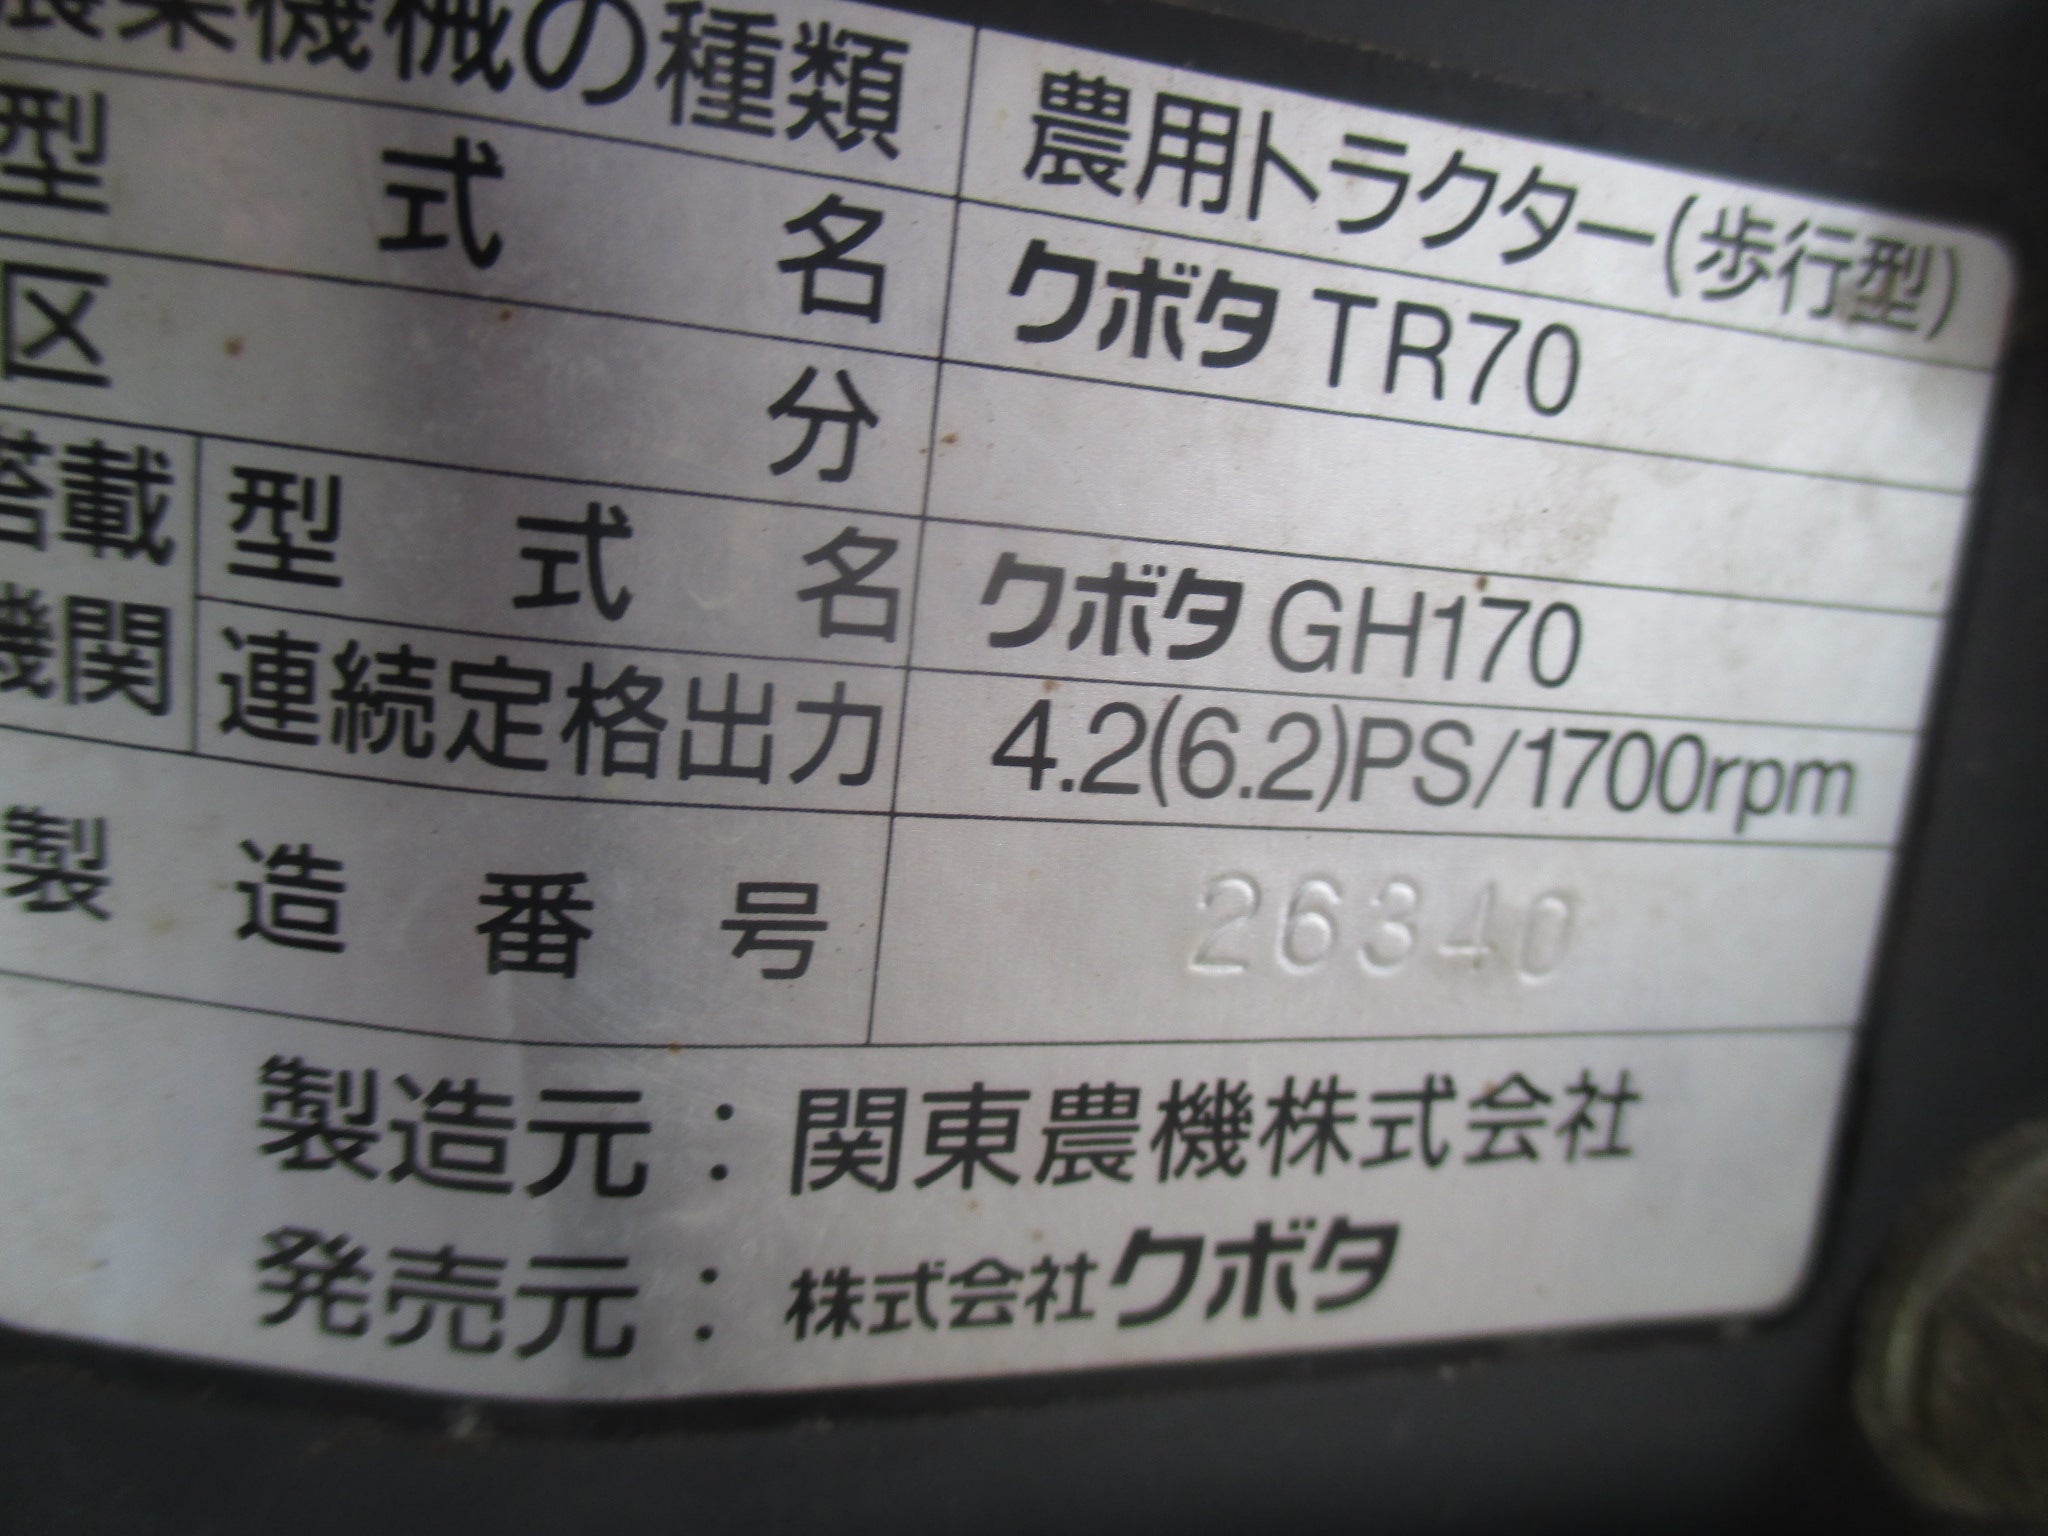 農業機械の種類 農用トラクター(歩行型)
型式名 クボタ TR70
区分
搭載機関 型式名 クボタ GH170
連続定格出力 4.2(6.2)PS/1700rpm
製造番号 26340
製造元：関東農機株式会社
発売元：株式会社クボタ